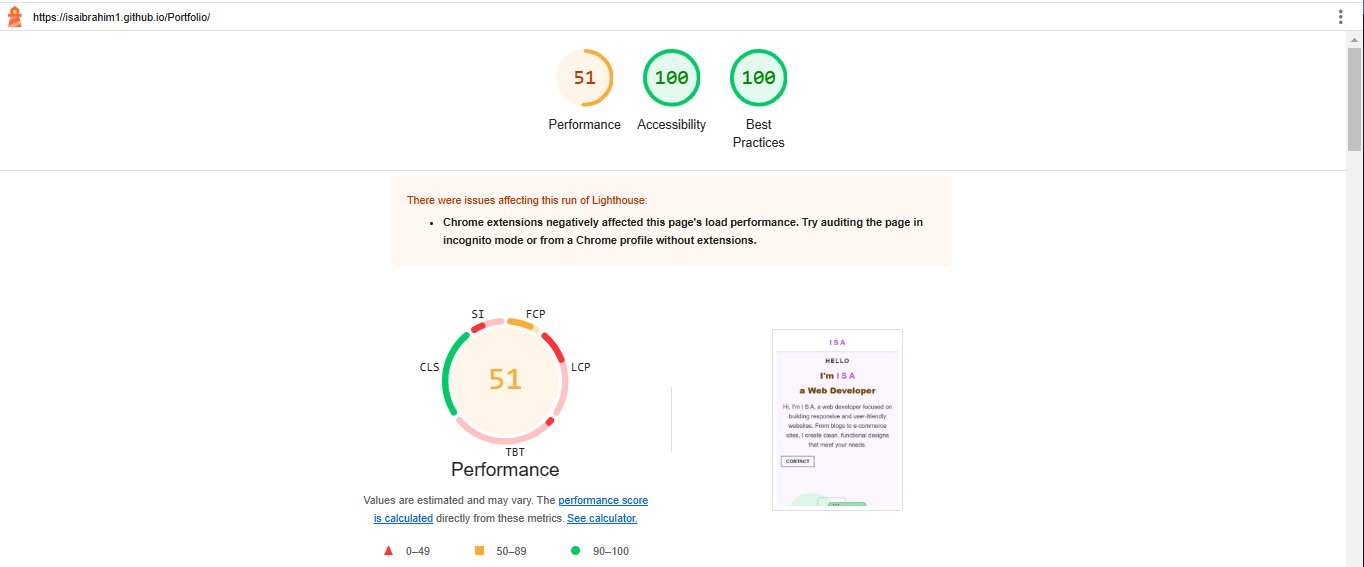 https://isaibrahim1.github.io/Portfolio/
51
100
100
Performance
Accessibility
Best
Practices
There were issues affecting this run of Lighthouse:
• Chrome extensions negatively affected this page's load performance. Try auditing the page in
incognito mode or from a Chrome profile without extensions.
SI
FCP
CLS
LCP
51
TBT
Performance
Values are estimated and may vary. The performance score
is calculated directly from these metrics. See calculator.
0–49
50–89
90–100
ISA
HELLO
I'm ISA
a Web Developer
Hi, I'm I S A, a web developer focused on
building responsive and user-friendly
websites. From blogs to e-commerce
sites, I create clean, functional designs
that meet your needs.
CONTACT